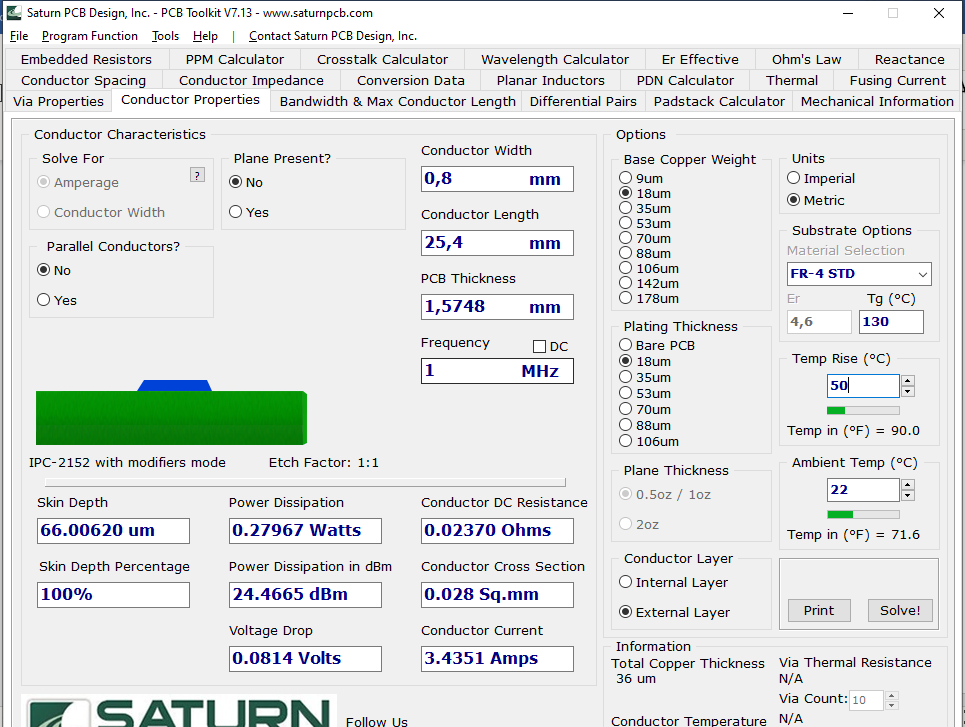 Saturn PCB Design, Inc. - PCB Toolkit V7.13 - www.saturnpcb.com
File Program Function Tools Help | Contact Saturn PCB Design, Inc.
Embedded Resistors PPM Calculator Crosstalk Calculator Wavelength Calculator Er Effective Ohm's Law Reactance
Conductor Spacing Conductor Impedance Conversion Data Planar Inductors PDN Calculator Thermal Fusing Current
Via Properties Conductor Properties Bandwidth & Max Conductor Length Differential Pairs Padstack Calculator Mechanical Information
Conductor Characteristics
Solve For
Amperage
?
Conductor Width
Plane Present?
No
Yes
Parallel Conductors?
No
Yes
Conductor Width
0,8 mm
Conductor Length
25,4 mm
PCB Thickness
1,5748 mm
Frequency
DC
1 MHz
IPC-2152 with modifiers mode
Etch Factor: 1:1
Skin Depth
66.00620 um
Skin Depth Percentage
100%
Power Dissipation
0.27967 Watts
Power Dissipation in dBm
24.4665 dBm
Voltage Drop
0.0814 Volts
Conductor DC Resistance
0.02370 Ohms
Conductor Cross Section
0.028 Sq.mm
Conductor Current
3.4351 Amps
SATURN
Follow Us
Options
Base Copper Weight
9um
18um
35um
53um
70um
88um
106um
142um
178um
Plating Thickness
Bare PCB
18um
35um
53um
70um
88um
106um
Plane Thickness
0.5oz / 1oz
2oz
Conductor Layer
Internal Layer
External Layer
Units
Imperial
Metric
Substrate Options
Material Selection
FR-4 STD
Er Tg (°C)
4,6 130
Temp Rise (°C)
50
Temp in (°F) = 90.0
Ambient Temp (°C)
22
Temp in (°F) = 71.6
Print Solve!
Information
Total Copper Thickness
36 um
Conductor Temperature
Via Thermal Resistance
N/A
Via Count: 10
N/A